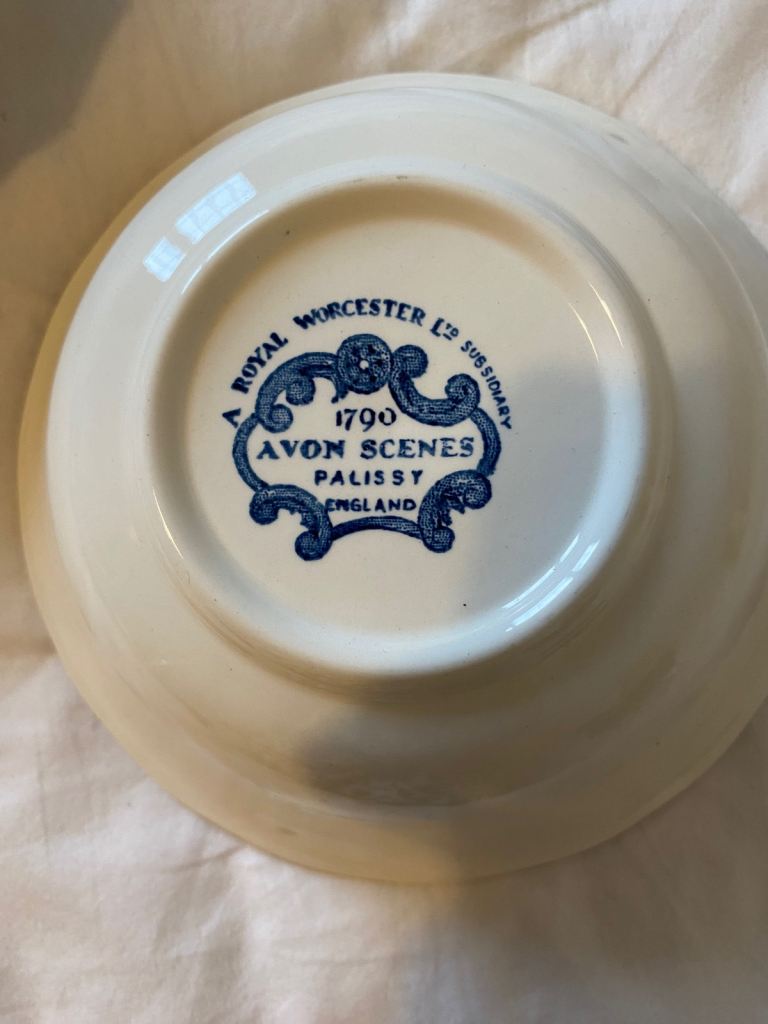 A ROYAL WORCESTER LTD SUBSIDIARY
1790
AVON SCENES
PALISSY
ENGLAND